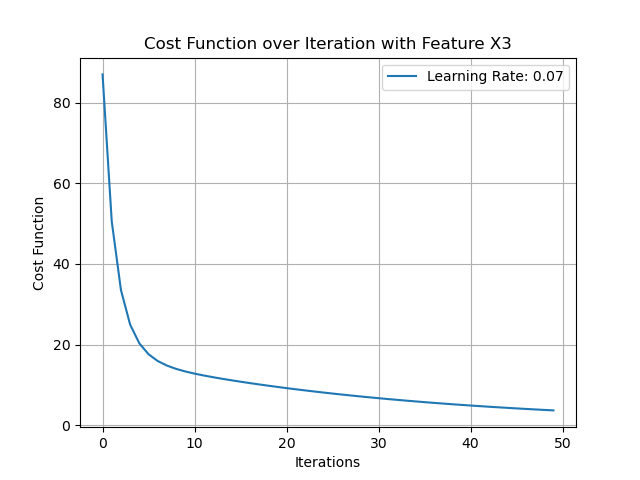 Cost Function over Iteration with Feature X3
Learning Rate: 0.07
Cost Function
80
60
40
20
0
0 10 20 30 40 50
Iterations